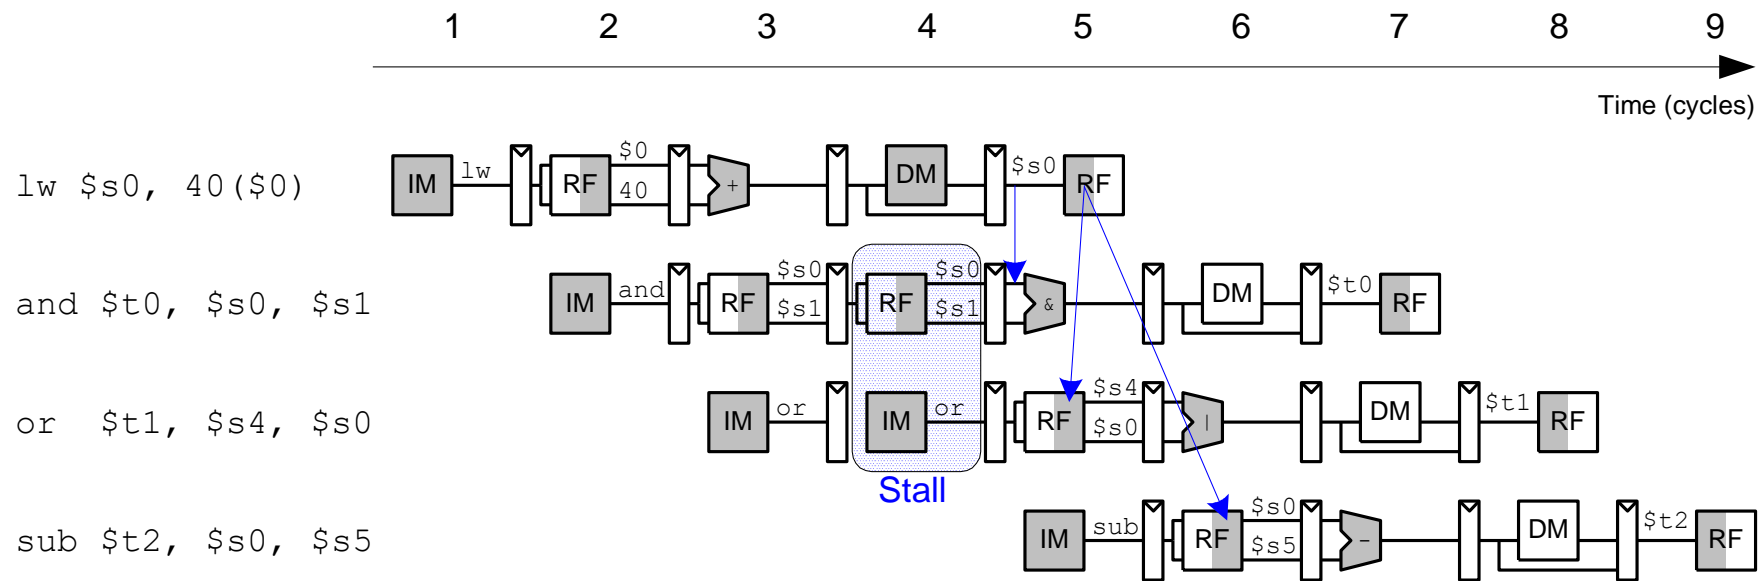 1 2 3 4 5 6 7 8 9
Time (cycles)
lw $s0, 40($0) IM lw RF $0 40 + DM $s0 RF
and $t0, $s0, $s1 IM and RF $s0 $s1 RF $s0 $s1 & DM $t0 RF
or $t1, $s4, $s0 IM or IM or RF $s4 $s0 | DM $t1 RF
Stall
sub $t2, $s0, $s5 IM sub RF $s0 $s5 - DM $t2 RF